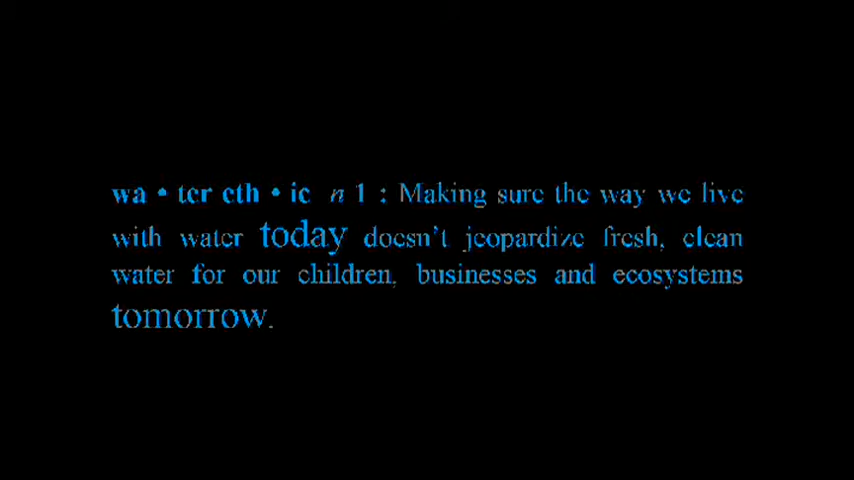 wa • ter eth • ic n 1 : Making sure the way we live
with water today doesn't jeopardize fresh, clean
water for our children, businesses and ecosystems
tomorrow.